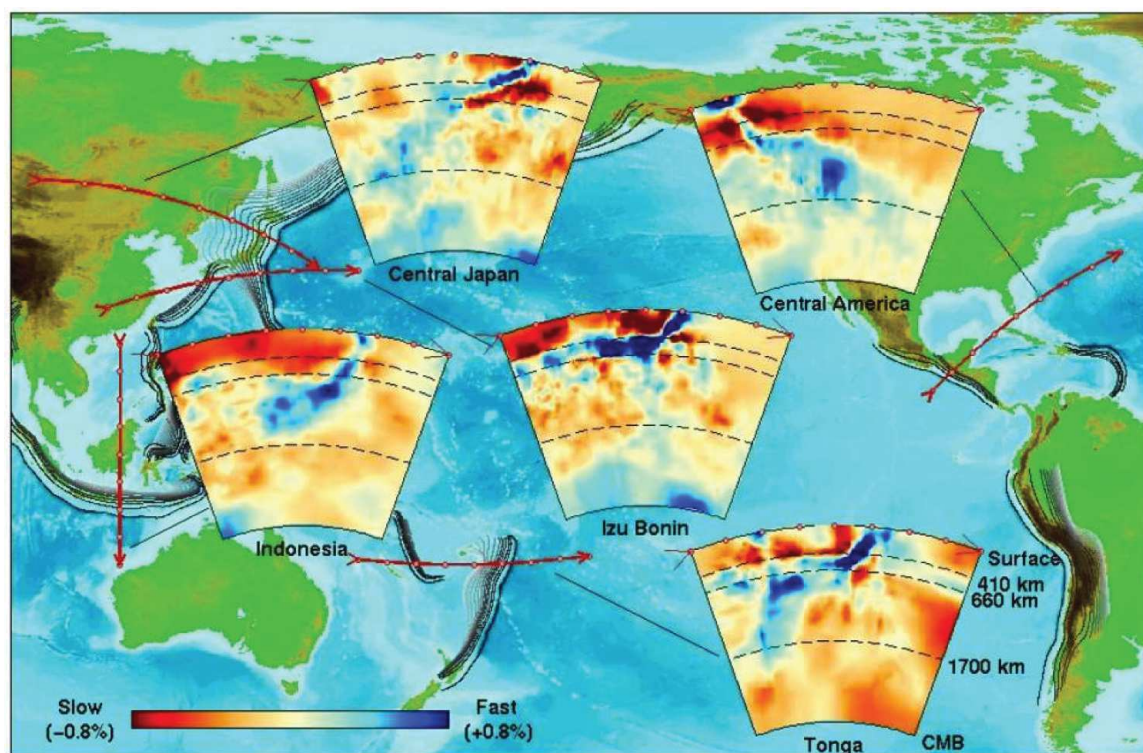 Central Japan
Central America
Indonesia
Izu Bonin
Surface
410 km
660 km
1700 km
Slow
(−0.8%)
Fast
(+0.8%)
Tonga
CMB